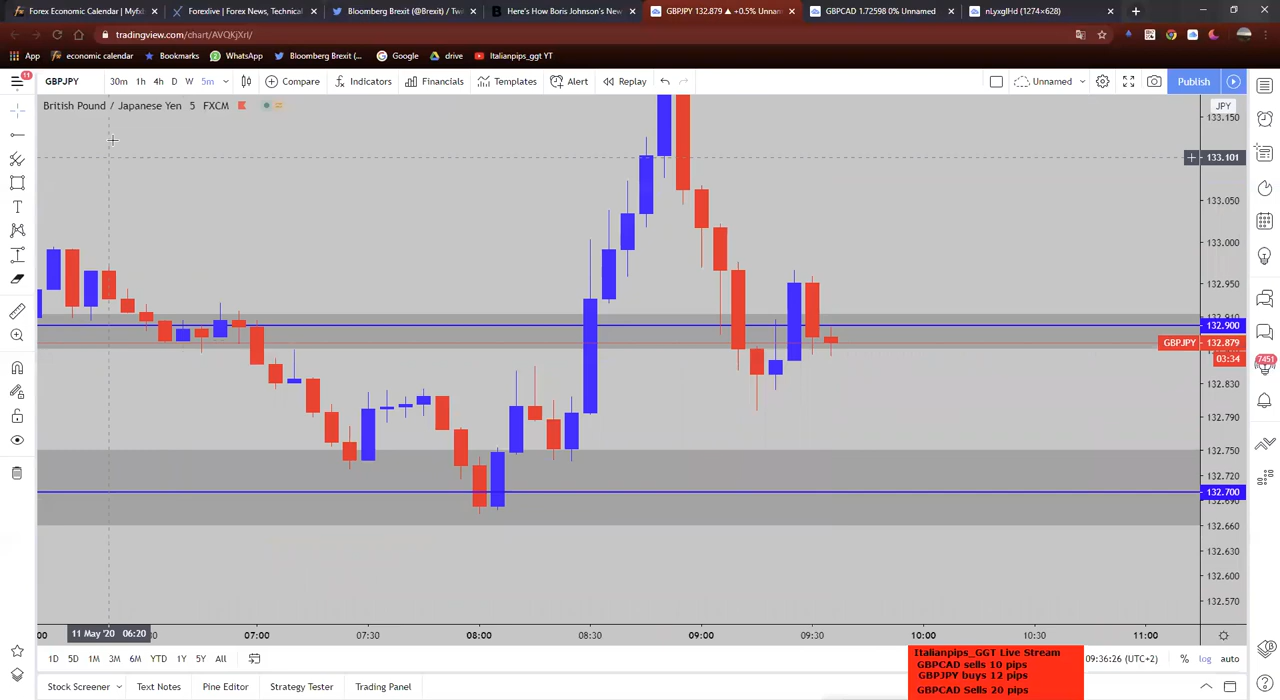 Forex Economic Calendar | Myfx
Forexlive | Forex News, Technical
Bloomberg Brexit (@Brexit) / Tw
Here's How Boris Johnson's New
GBPJPY 132.879 ▲ +0.5% Unnam
GBPCAD 1.72598 0% Unnamed
nLyxglHd (1274×628)
tradingview.com/chart/AVQKjXrI/
App
economic calendar
Bookmarks
WhatsApp
Bloomberg Brexit (...
Google
drive
Italianpips_ggt YT
11
GBPJPY
30m 1h 4h D W 5m
Compare
Indicators
Financials
Templates
Alert
Replay
Unnamed
Publish
British Pound / Japanese Yen 5 FXCM
JPY
133.150
133.101
133.050
133.000
132.950
132.900
GBPJPY 132.879
03:34
132.830
132.790
132.750
132.720
132.700
132.660
132.630
132.600
132.570
7451
:00
11 May '20 06:20
07:00
07:30
08:00
08:30
09:00
09:30
10:00
10:30
11:00
1D 5D 1M 3M 6M YTD 1Y 5Y All
09:36:26 (UTC+2)
% log auto
Italianpips_GGT Live Stream
GBPCAD sells 10 pips
GBPJPY buys 12 pips
GBPCAD Sells 20 pips
Stock Screener
Text Notes
Pine Editor
Strategy Tester
Trading Panel